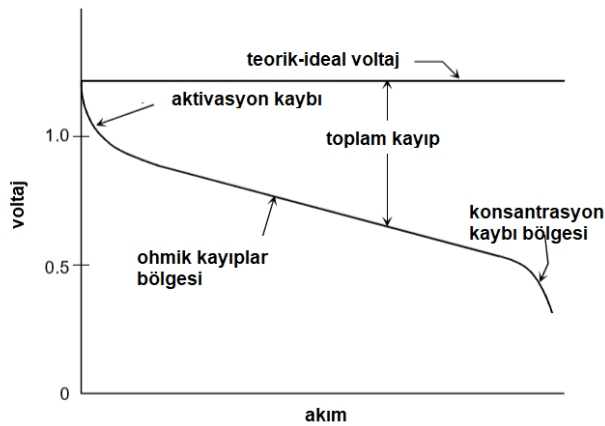 teorik-ideal voltaj
aktivasyon kaybı
toplam kayıp
1.0
voltaj
konsantrasyon
kaybı bölgesi
ohmik kayıplar
bölgesi
0.5
0
akım